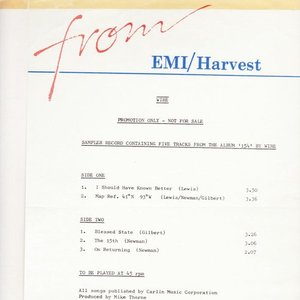 from
EMI/Harvest
WIRE
PROMOTION ONLY - NOT FOR SALE
SAMPLER RECORD CONTAINING FIVE TRACKS FROM THE ALBUM '154' BY WIRE
SIDE ONE
1. I Should Have Known Better (Lewis) 3.50
2. Map Ref. 41°N 93°W (Lewis/Newman/Gilbert) 3.36
SIDE TWO
1. Blessed State (Gilbert) 3.26
2. The 15th (Newman) 3.06
3. On Returning (Newman) 2.07
TO BE PLAYED AT 45 rpm
All songs published by Carlin Music Corporation
Produced by Mike Thorne